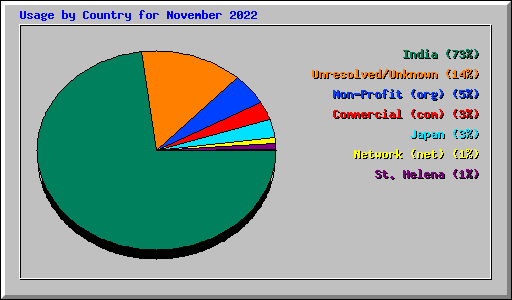 Usage by Country for November 2022
India (73%)
Unresolved/Unknown (14%)
Non-Profit (org) (5%)
Commercial (com) (3%)
Japan (3%)
Network (net) (1%)
St. Helena (1%)